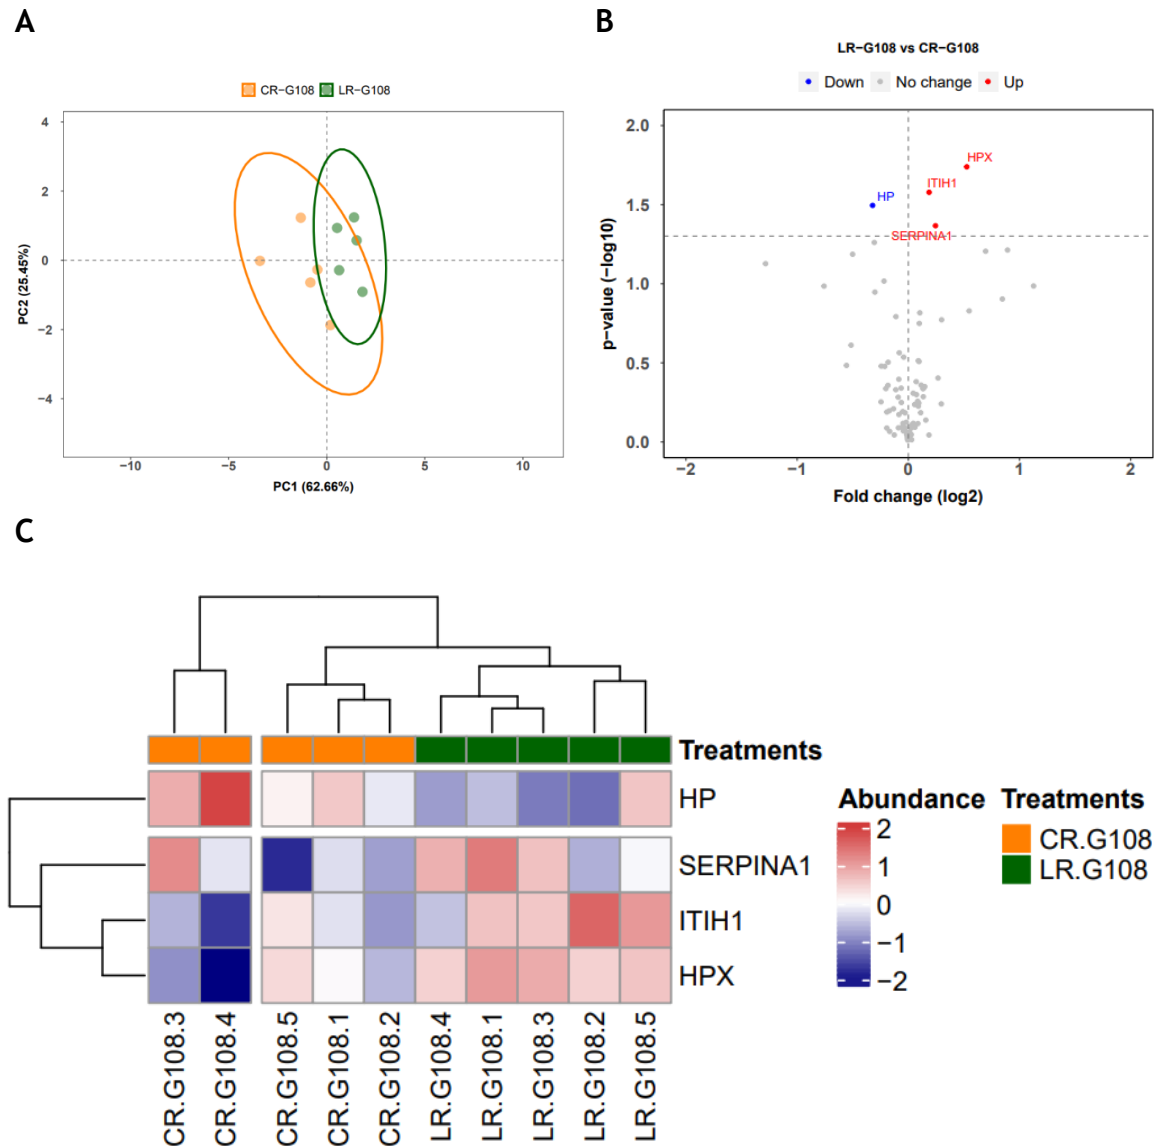 A
CR−G108 LR−G108
4
2
0
−2
−4
PC2 (25.45%)
−10 −5 0 5 10
PC1 (62.66%)
B
LR−G108 vs CR−G108
Down No change Up
2.0
1.5
1.0
0.5
0.0
p-value (−log10)
HPX
ITIH1
HP
SERPINA1
−2 −1 0 1 2
Fold change (log2)
C
Treatments
HP
SERPINA1
ITIH1
HPX
CR.G108.3
CR.G108.4
CR.G108.5
CR.G108.1
CR.G108.2
LR.G108.4
LR.G108.1
LR.G108.3
LR.G108.2
LR.G108.5
Abundance
2
1
0
−1
−2
Treatments
CR.G108
LR.G108